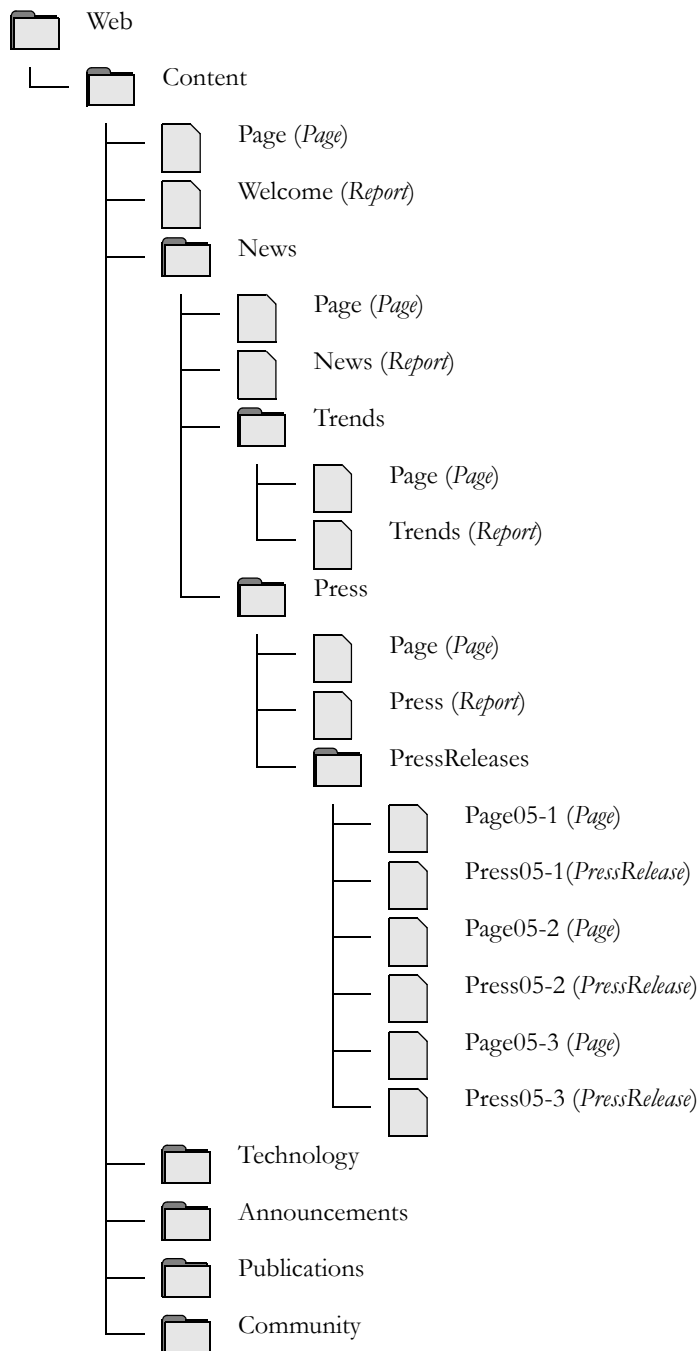 Web
Content
Page (Page)
Welcome (Report)
News
Page (Page)
News (Report)
Trends
Page (Page)
Trends (Report)
Press
Page (Page)
Press (Report)
PressReleases
Page05-1 (Page)
Press05-1(PressRelease)
Page05-2 (Page)
Press05-2 (PressRelease)
Page05-3 (Page)
Press05-3 (PressRelease)
Technology
Announcements
Publications
Community